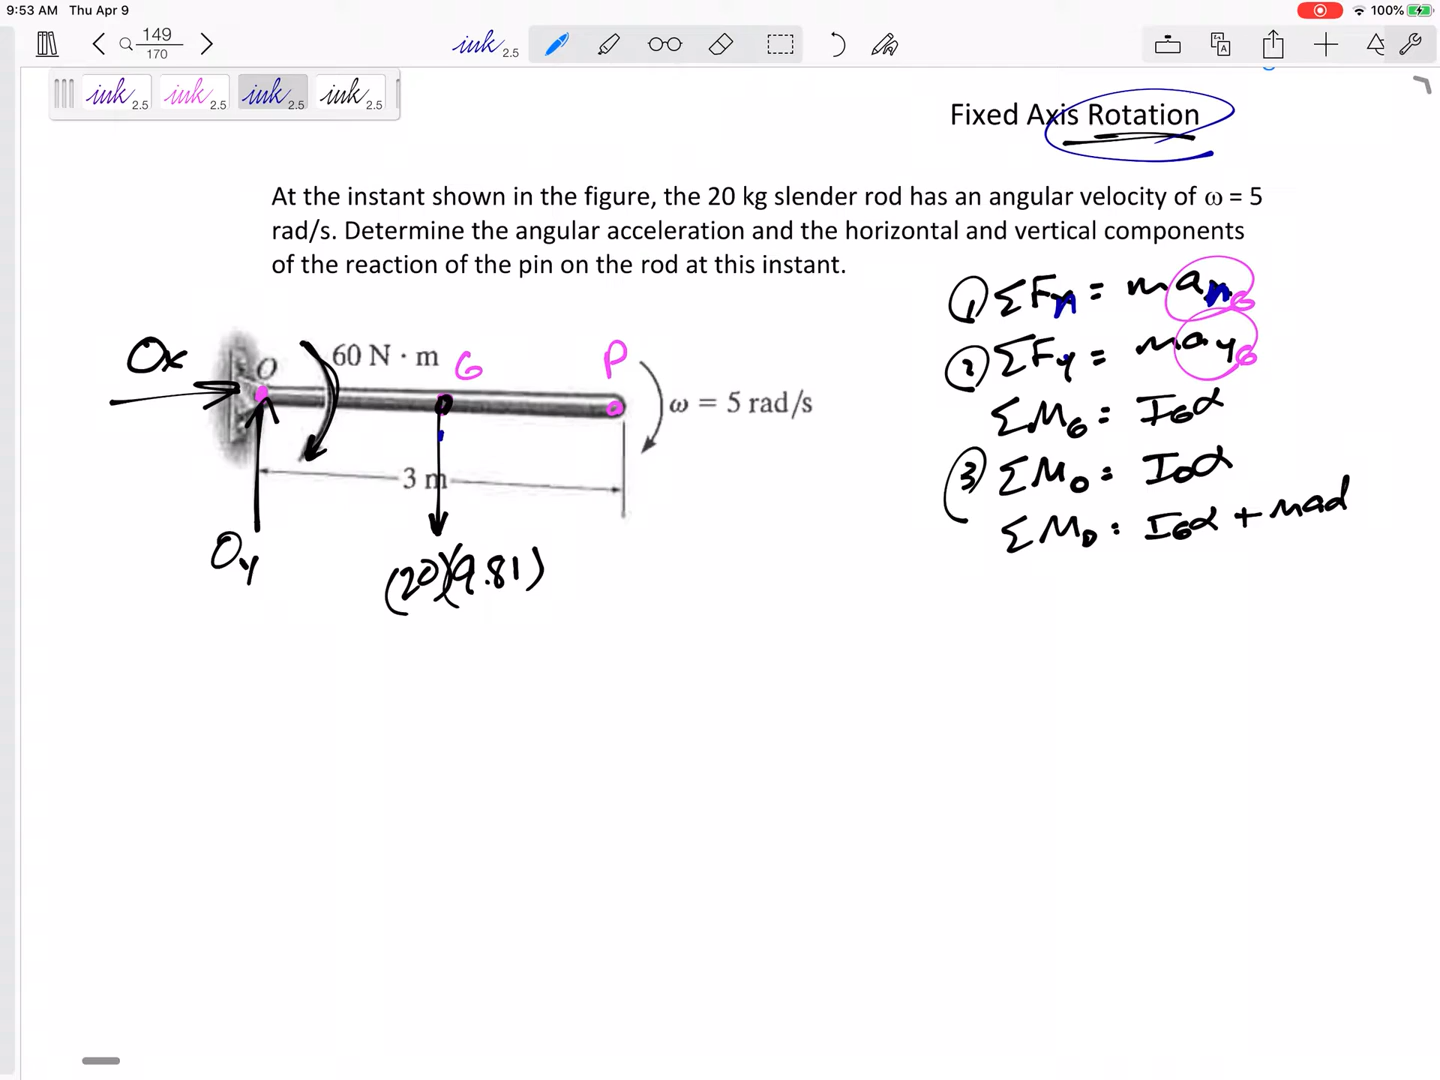 9:53 AM Thu Apr 9
100%
149
170
ink 2.5
ink 2.5 ink 2.5 ink 2.5 ink 2.5
Fixed Axis Rotation
At the instant shown in the figure, the 20 kg slender rod has an angular velocity of ω = 5
rad/s. Determine the angular acceleration and the horizontal and vertical components
of the reaction of the pin on the rod at this instant.
① ΣFn = m an G
② ΣFy = m ay G
ΣMG = IGα
③ ΣMO = IOα
ΣMO = IGα + mad
Ox
O
60 N · m
G
P
ω = 5 rad/s
3 m
Oy
(20)(9.81)